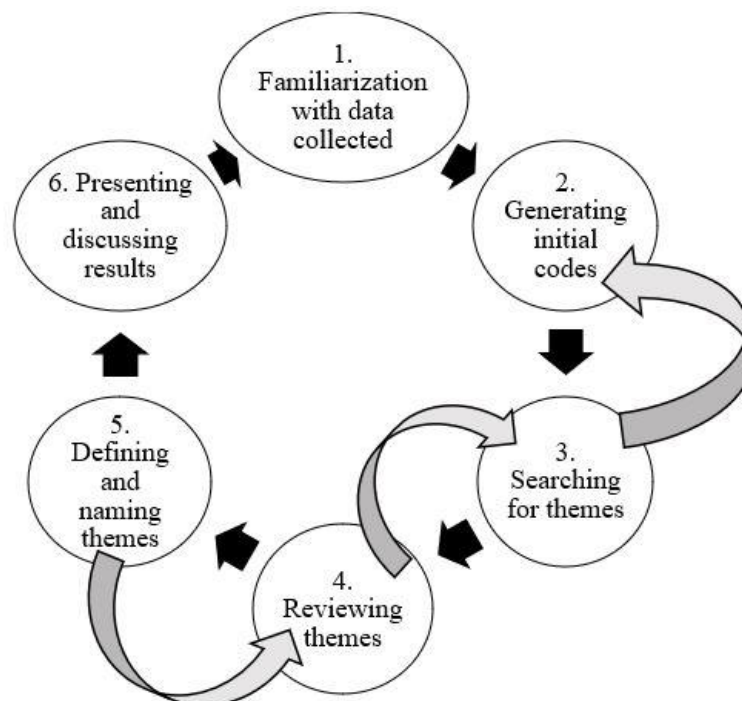 1.
Familiarization
with data
collected
2.
Generating
initial
codes
3.
Searching
for themes
4.
Reviewing
themes
5.
Defining
and
naming
themes
6. Presenting
and
discussing
results